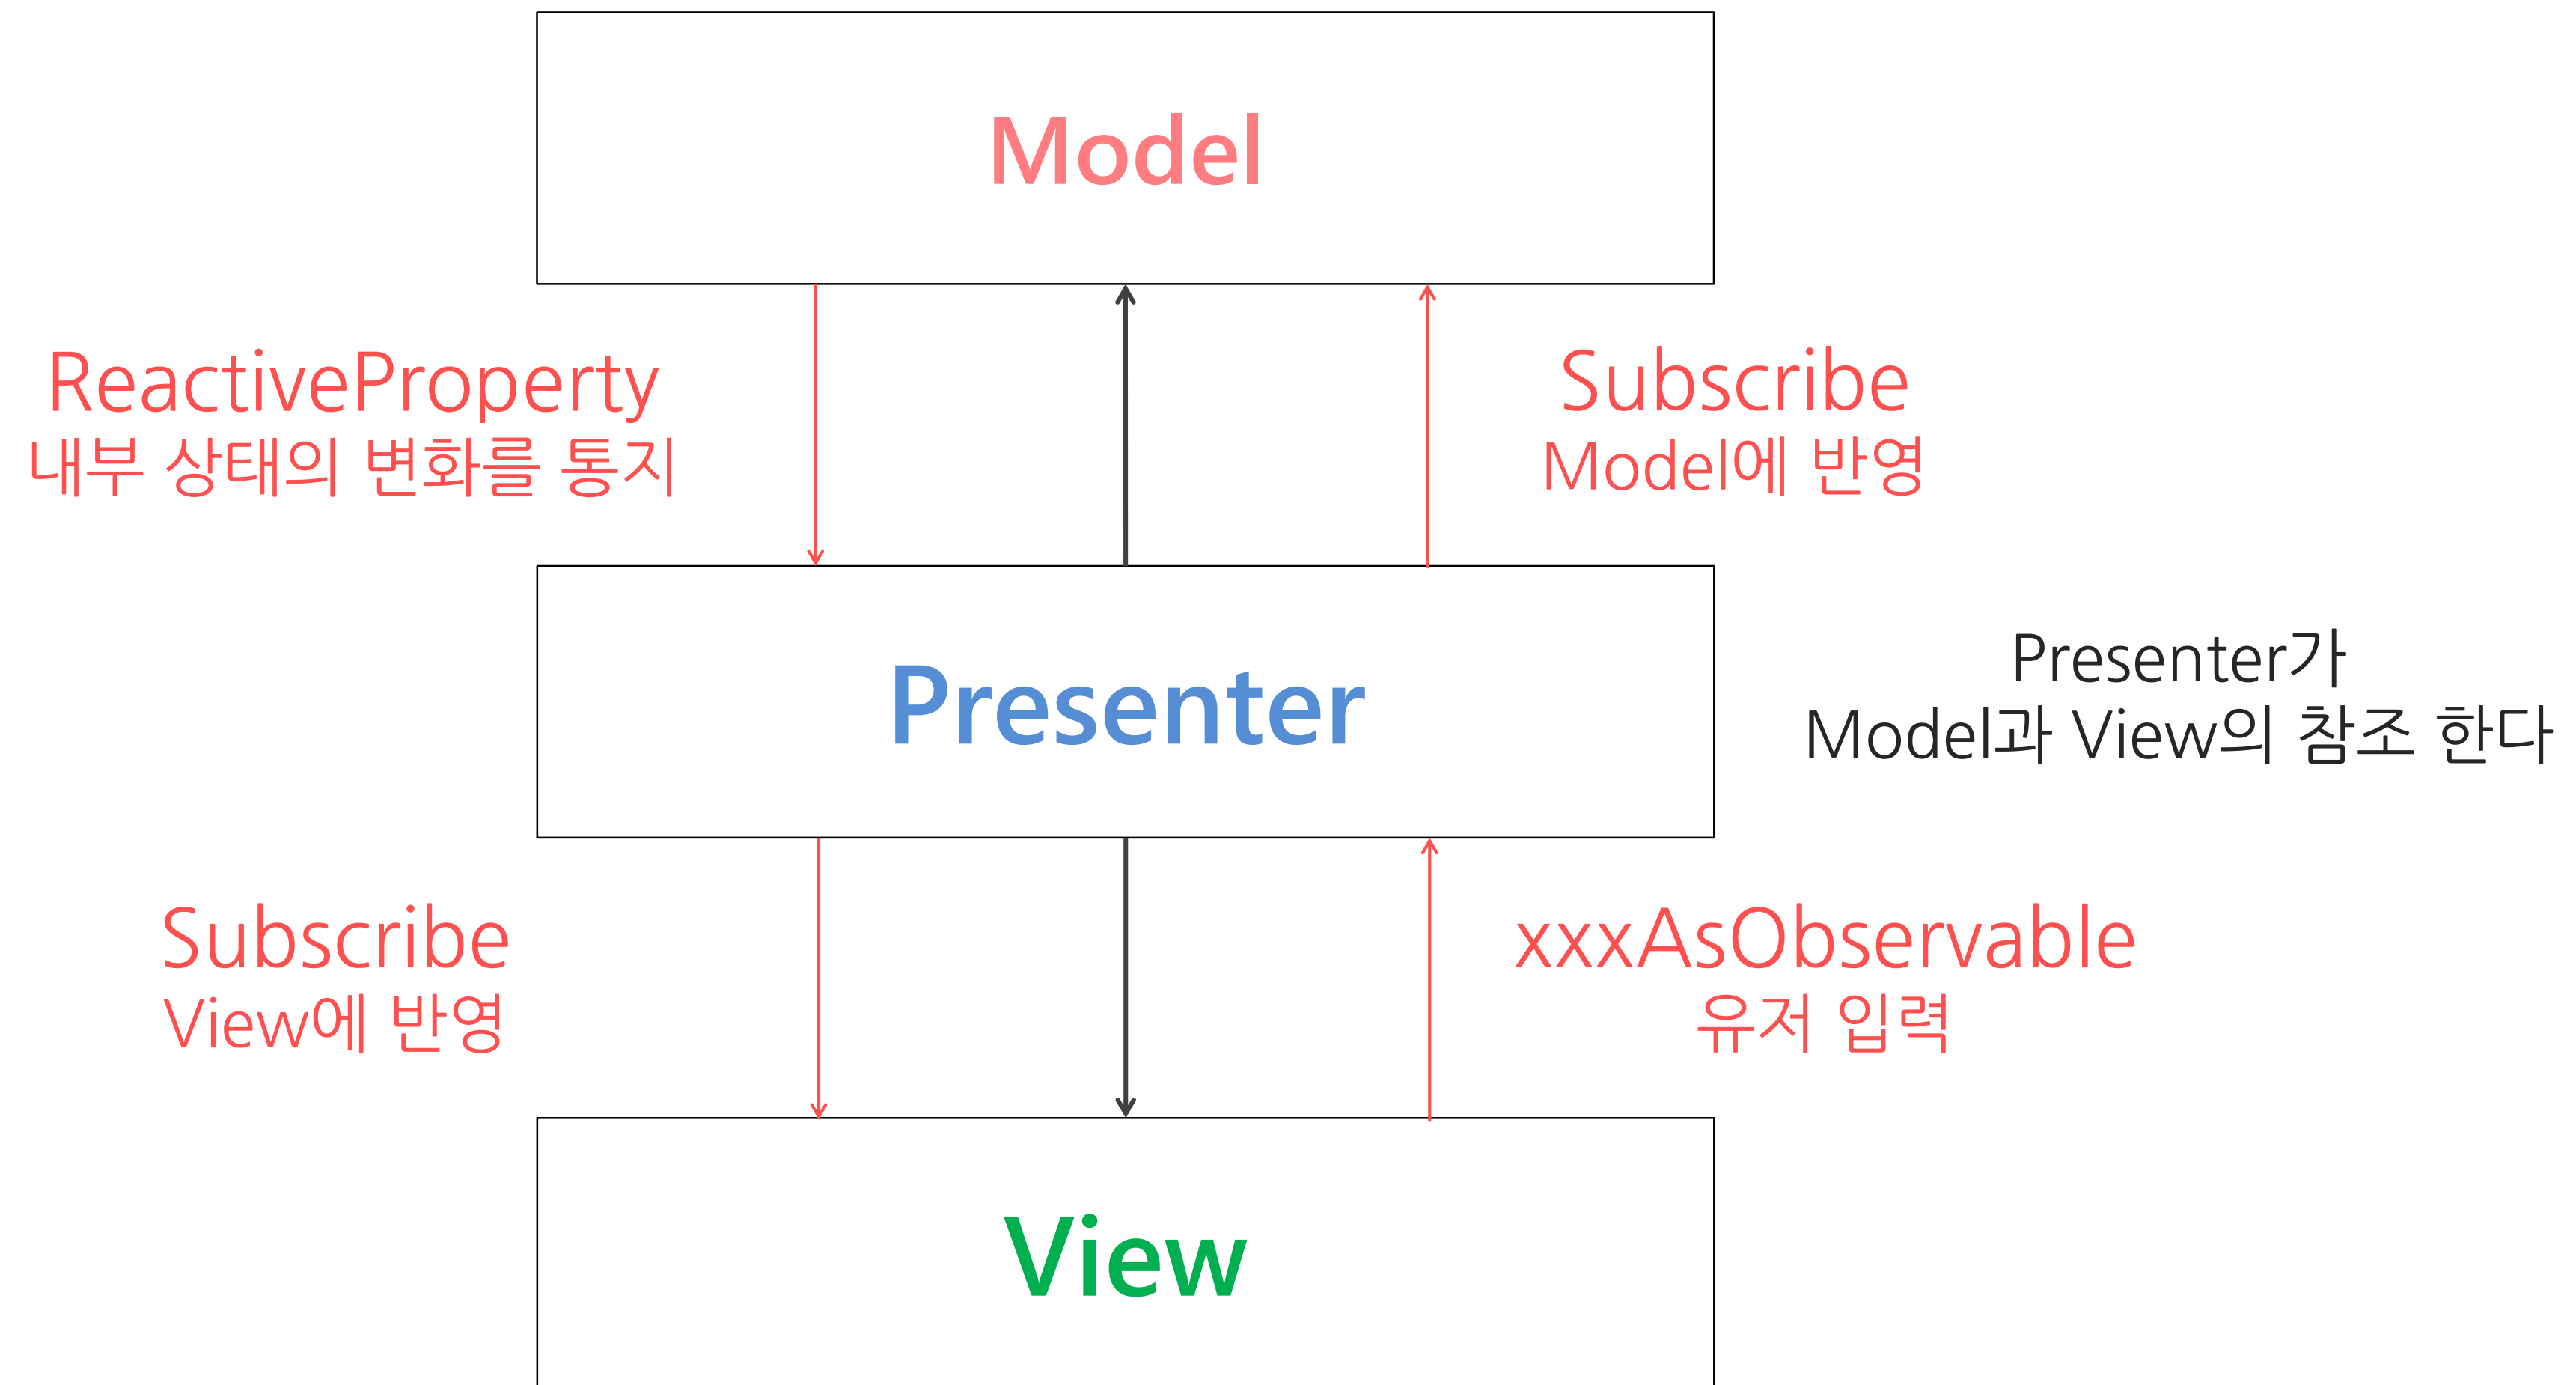 Model
ReactiveProperty
내부 상태의 변화를 통지
Subscribe
Model에 반영
Presenter
Presenter가
Model과 View의 참조 한다
Subscribe
View에 반영
xxxAsObservable
유저 입력
View